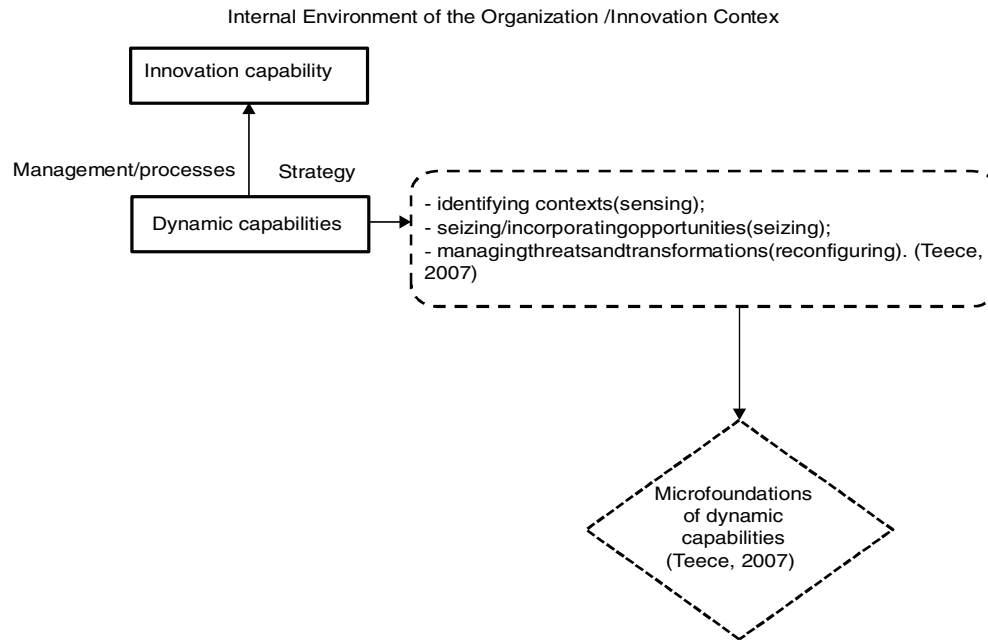 Internal Environment of the Organization /Innovation Contex
Innovation capability
Management/processes
Strategy
Dynamic capabilities
- identifying contexts(sensing);
- seizing/incorporatingopportunities(seizing);
- managingthreatsandtransformations(reconfiguring). (Teece,
2007)
Microfoundations
of dynamic
capabilities
(Teece, 2007)